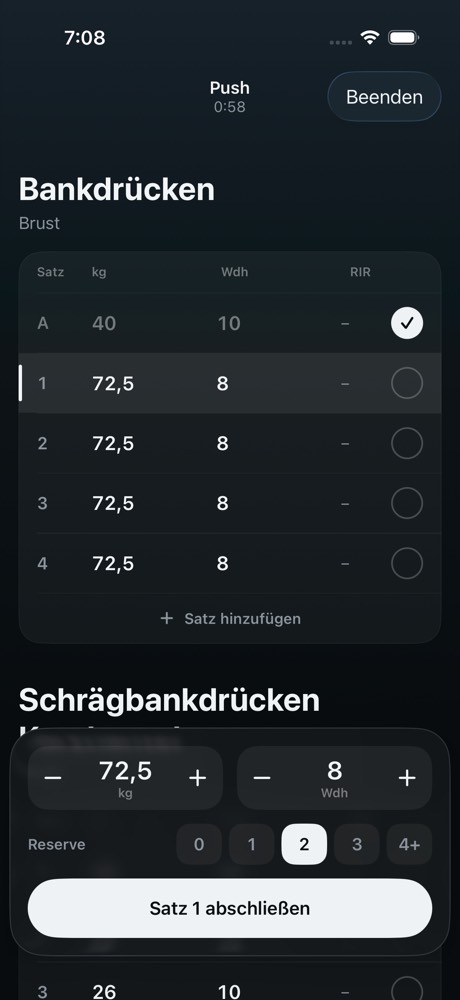 7:08
Push
0:58
Beenden
Bankdrücken
Brust
Satz kg Wdh RIR
A 40 10 –
1 72,5 8 –
2 72,5 8 –
3 72,5 8 –
4 72,5 8 –
+ Satz hinzufügen
Schrägbankdrücken
− 72,5 + − 8 +
kg Wdh
Reserve 0 1 2 3 4+
Satz 1 abschließen
3 26 10 –